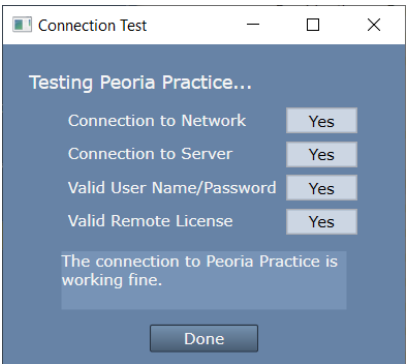 Connection Test
Testing Peoria Practice...
Connection to Network Yes
Connection to Server Yes
Valid User Name/Password Yes
Valid Remote License Yes
The connection to Peoria Practice is
working fine.
Done